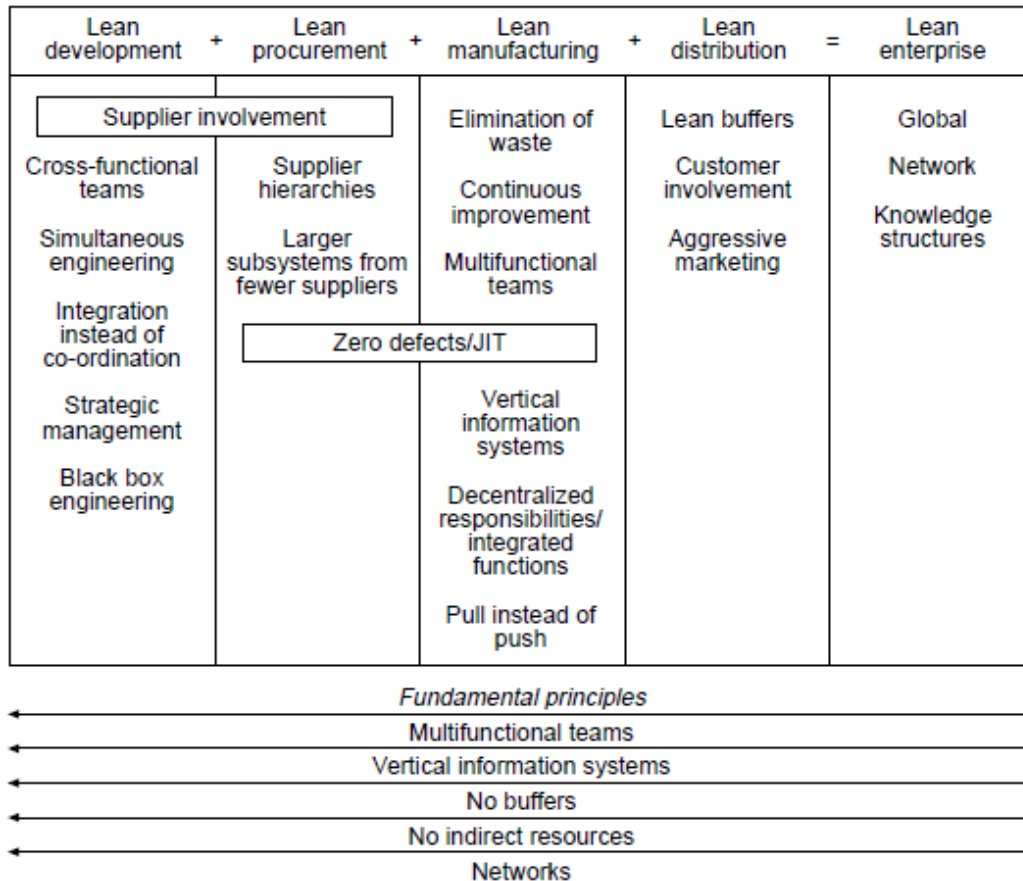 Lean development + Lean procurement + Lean manufacturing + Lean distribution = Lean enterprise
Supplier involvement
Cross-functional
teams
Simultaneous
engineering
Integration
instead of
co-ordination
Strategic
management
Black box
engineering
Supplier
hierarchies
Larger
subsystems from
fewer suppliers
Zero defects/JIT
Elimination of
waste
Continuous
improvement
Multifunctional
teams
Vertical
information
systems
Decentralized
responsibilities/
integrated
functions
Pull instead of
push
Lean buffers
Customer
involvement
Aggressive
marketing
Global
Network
Knowledge
structures
Fundamental principles
Multifunctional teams
Vertical information systems
No buffers
No indirect resources
Networks